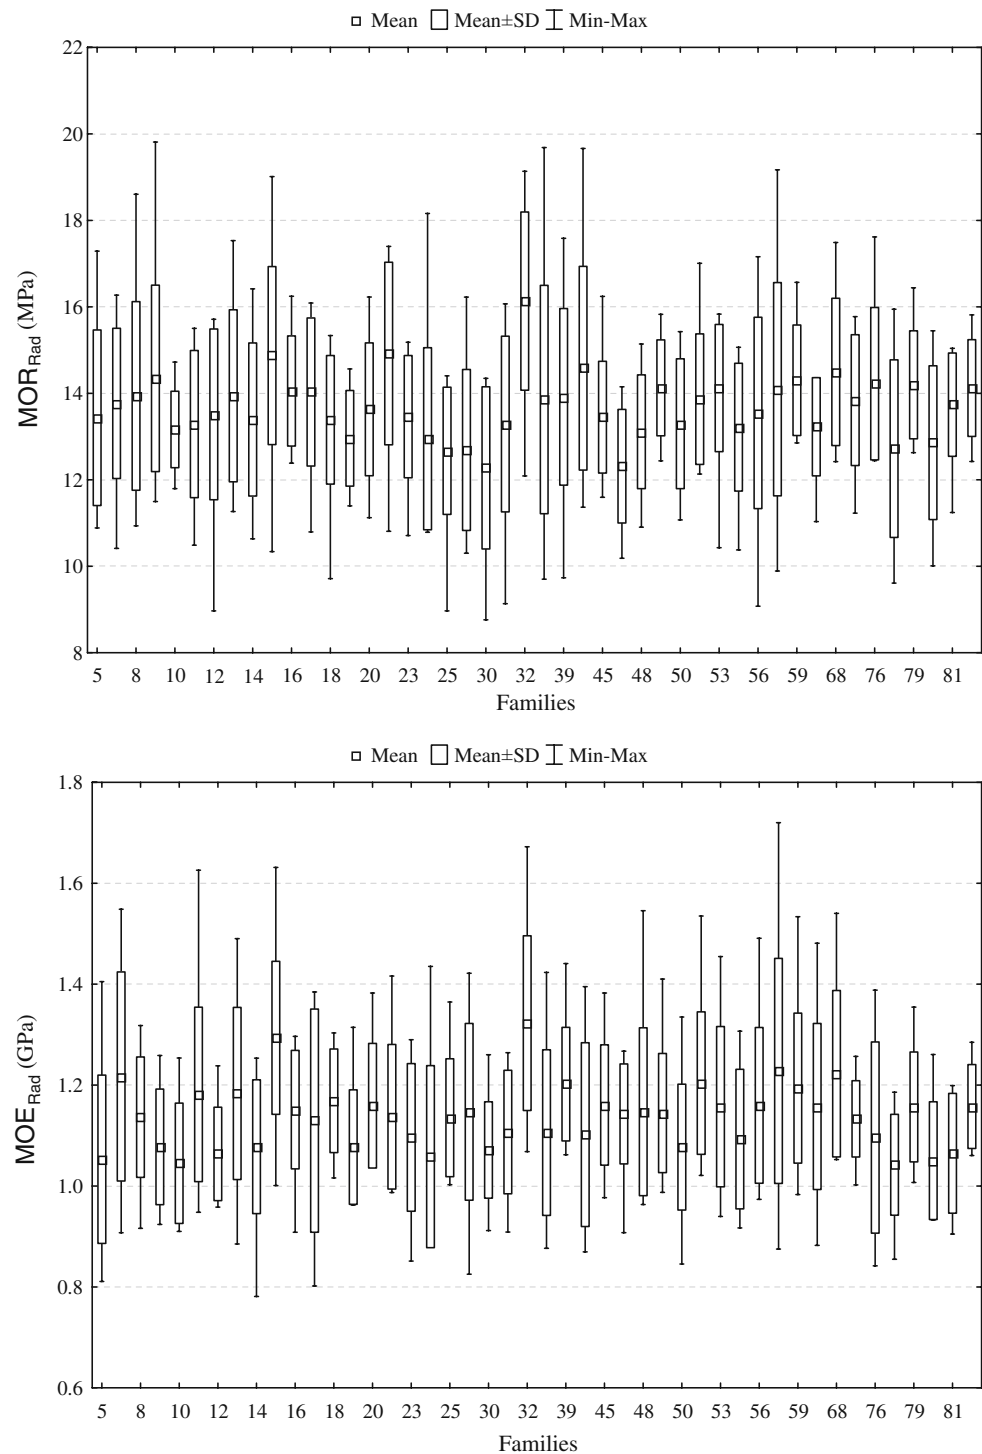 Mean Mean±SD Min-Max
22
20
18
16
14
12
10
8
MOR_Rad (MPa)
5 8 10 12 14 16 18 20 23 25 30 32 39 45 48 50 53 56 59 68 76 79 81
Families
Mean Mean±SD Min-Max
1.8
1.6
1.4
1.2
1.0
0.8
0.6
MOE_Rad (GPa)
5 8 10 12 14 16 18 20 23 25 30 32 39 45 48 50 53 56 59 68 76 79 81
Families